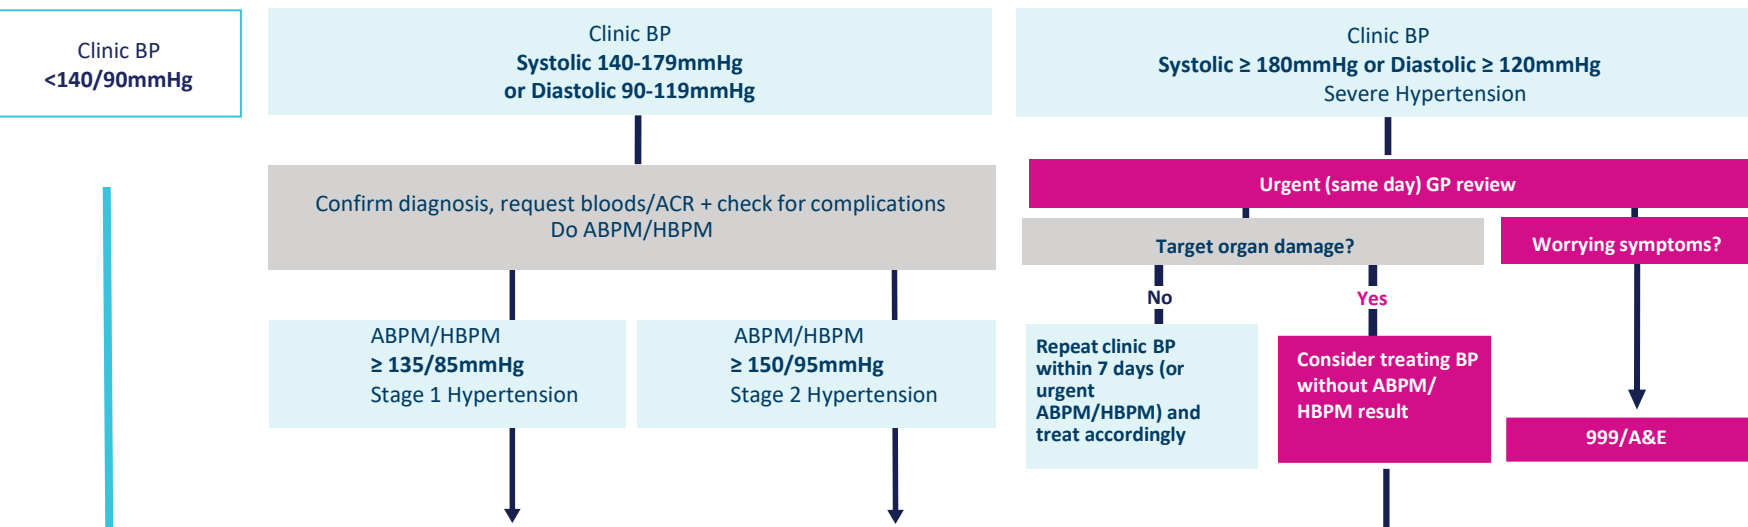 Clinic BP
<140/90mmHg
Clinic BP
Systolic 140-179mmHg
or Diastolic 90-119mmHg
Clinic BP
Systolic ≥ 180mmHg or Diastolic ≥ 120mmHg
Severe Hypertension
Confirm diagnosis, request bloods/ACR + check for complications
Do ABPM/HBPM
Urgent (same day) GP review
Target organ damage?
Worrying symptoms?
No
Yes
ABPM/HBPM
≥ 135/85mmHg
Stage 1 Hypertension
ABPM/HBPM
≥ 150/95mmHg
Stage 2 Hypertension
Repeat clinic BP
within 7 days (or
urgent
ABPM/HBPM) and
treat accordingly
Consider treating BP
without ABPM/
HBPM result
999/A&E